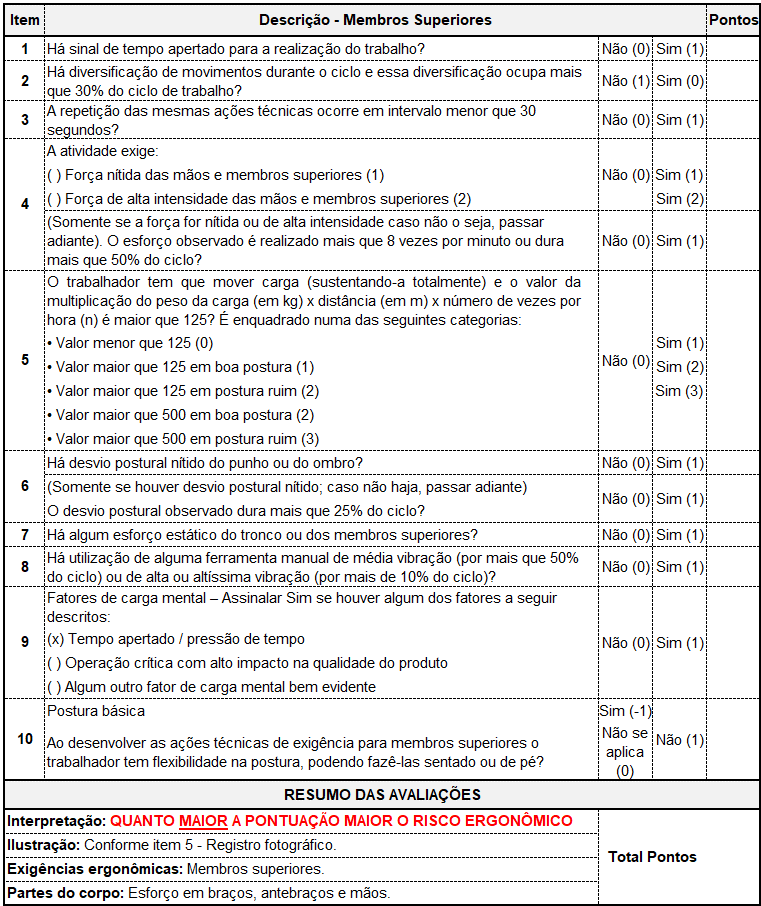 Item Descrição - Membros Superiores Pontos
1 Há sinal de tempo apertado para a realização do trabalho? Não (0) Sim (1)
Há diversificação de movimentos durante o ciclo e essa diversificação ocupa mais
2 Não (1) Sim (0)
que 30% do ciclo de trabalho?
A repetição das mesmas ações técnicas ocorre em intervalo menor que 30
3 Não (0) Sim (1)
segundos?
A atividade exige:
( ) Força nítida das mãos e membros superiores (1) Não (0) Sim (1)
( ) Força de alta intensidade das mãos e membros superiores (2) Sim (2)
4
(Somente se a força for nítida ou de alta intensidade caso não o seja, passar
adiante). O esforço observado é realizado mais que 8 vezes por minuto ou dura Não (0) Sim (1)
mais que 50% do ciclo?
O trabalhador tem que mover carga (sustentando-a totalmente) e o valor da
multiplicação do peso da carga (em kg) x distância (em m) x número de vezes por
hora (n) é maior que 125? É enquadrado numa das seguintes categorias:
• Valor menor que 125 (0) Sim (1)
5 Não (0)
• Valor maior que 125 em boa postura (1) Sim (2)
• Valor maior que 125 em postura ruim (2) Sim (3)
• Valor maior que 500 em boa postura (2)
• Valor maior que 500 em postura ruim (3)
Há desvio postural nítido do punho ou do ombro? Não (0) Sim (1)
6 (Somente se houver desvio postural nítido; caso não haja, passar adiante)
Não (0) Sim (1)
O desvio postural observado dura mais que 25% do ciclo?
7 Há algum esforço estático do tronco ou dos membros superiores? Não (0) Sim (1)
Há utilização de alguma ferramenta manual de média vibração (por mais que 50%
8 Não (0) Sim (1)
do ciclo) ou de alta ou altíssima vibração (por mais de 10% do ciclo)?
Fatores de carga mental – Assinalar Sim se houver algum dos fatores a seguir
descritos:
9 (x) Tempo apertado / pressão de tempo Não (0) Sim (1)
( ) Operação crítica com alto impacto na qualidade do produto
( ) Algum outro fator de carga mental bem evidente
Postura básica Sim (-1)
10 Não se
Ao desenvolver as ações técnicas de exigência para membros superiores o aplica Não (1)
trabalhador tem flexibilidade na postura, podendo fazê-las sentado ou de pé? (0)
RESUMO DAS AVALIAÇÕES
Interpretação: QUANTO MAIOR A PONTUAÇÃO MAIOR O RISCO ERGONÔMICO
Ilustração: Conforme item 5 - Registro fotográfico.
Total Pontos
Exigências ergonômicas: Membros superiores.
Partes do corpo: Esforço em braços, antebraços e mãos.